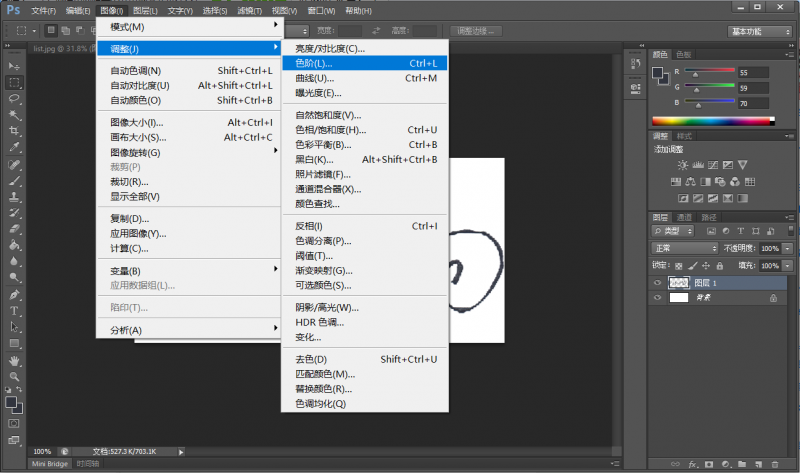 Ps 文件(F) 编辑(E) 图像(I) 图层(L) 文字(Y) 选择(S) 滤镜(T) 视图(V) 窗口(W) 帮助(H)
宽度: 高度: 调整边缘... 基本功能
list.jpg @ 31.8%
模式(M)
调整(J)
自动色调(N) Shift+Ctrl+L
自动对比度(U) Alt+Shift+Ctrl+L
自动颜色(O) Shift+Ctrl+B
图像大小(I)... Alt+Ctrl+I
画布大小(S)... Alt+Ctrl+C
图像旋转(G)
裁剪(P)
裁切(R)...
显示全部(V)
复制(D)...
应用图像(Y)...
计算(C)...
变量(B)
应用数据组(L)...
陷印(T)...
分析(A)
亮度/对比度(C)...
色阶(L)... Ctrl+L
曲线(U)... Ctrl+M
曝光度(E)...
自然饱和度(V)...
色相/饱和度(H)... Ctrl+U
色彩平衡(B)... Ctrl+B
黑白(K)... Alt+Shift+Ctrl+B
照片滤镜(F)...
通道混合器(X)...
颜色查找...
反相(I) Ctrl+I
色调分离(P)...
阈值(T)...
渐变映射(G)...
可选颜色(S)...
阴影/高光(W)...
HDR 色调...
变化...
去色(D) Shift+Ctrl+U
匹配颜色(M)...
替换颜色(R)...
色调均化(Q)
颜色 色板
R 55
G 59
B 70
调整 样式
添加调整
图层 通道 路径
类型
正常 不透明度: 100%
锁定: 填充: 100%
图层 1
背景
100% 文档:527.3 K/703.1K
Mini Bridge 时间轴